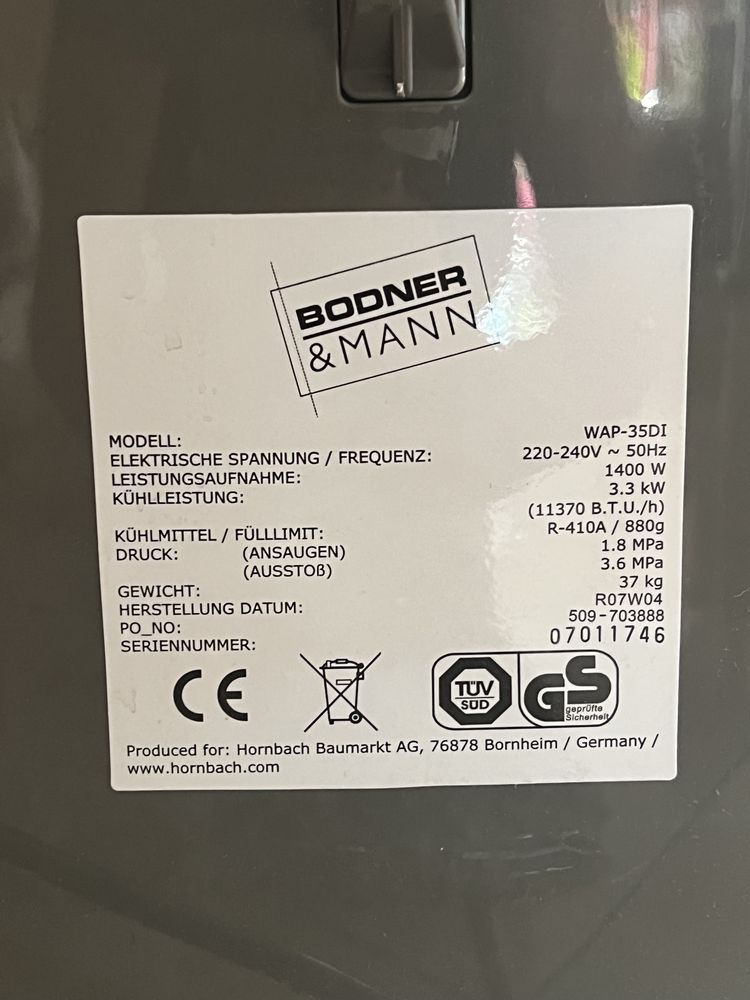 BODNER
& MANN
MODELL: WAP-35DI
ELEKTRISCHE SPANNUNG / FREQUENZ: 220-240V ~ 50Hz
LEISTUNGSAUFNAHME: 1400 W
KÜHLLEISTUNG: 3.3 kW
(11370 B.T.U./h)
KÜHLMITTEL / FÜLLLIMIT: R-410A / 880g
DRUCK: (ANSAUGEN) 1.8 MPa
(AUSSTOß) 3.6 MPa
GEWICHT: 37 kg
HERSTELLUNG DATUM: R07W04
PO_NO: 509-703888
SERIENNUMMER: 07011746
CE
TÜV
SÜD
GS
geprüfte
Sicherheit
Produced for: Hornbach Baumarkt AG, 76878 Bornheim / Germany /
www.hornbach.com